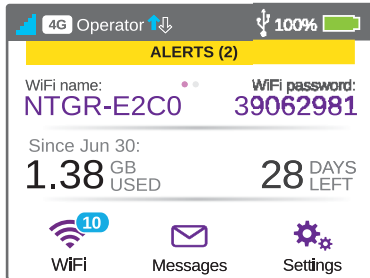 4G Operator 100%
ALERTS (2)
WiFi name: WiFi password:
NTGR-E2C0 39062981
Since Jun 30:
1.38 GB USED 28 DAYS LEFT
10
WiFi Messages Settings